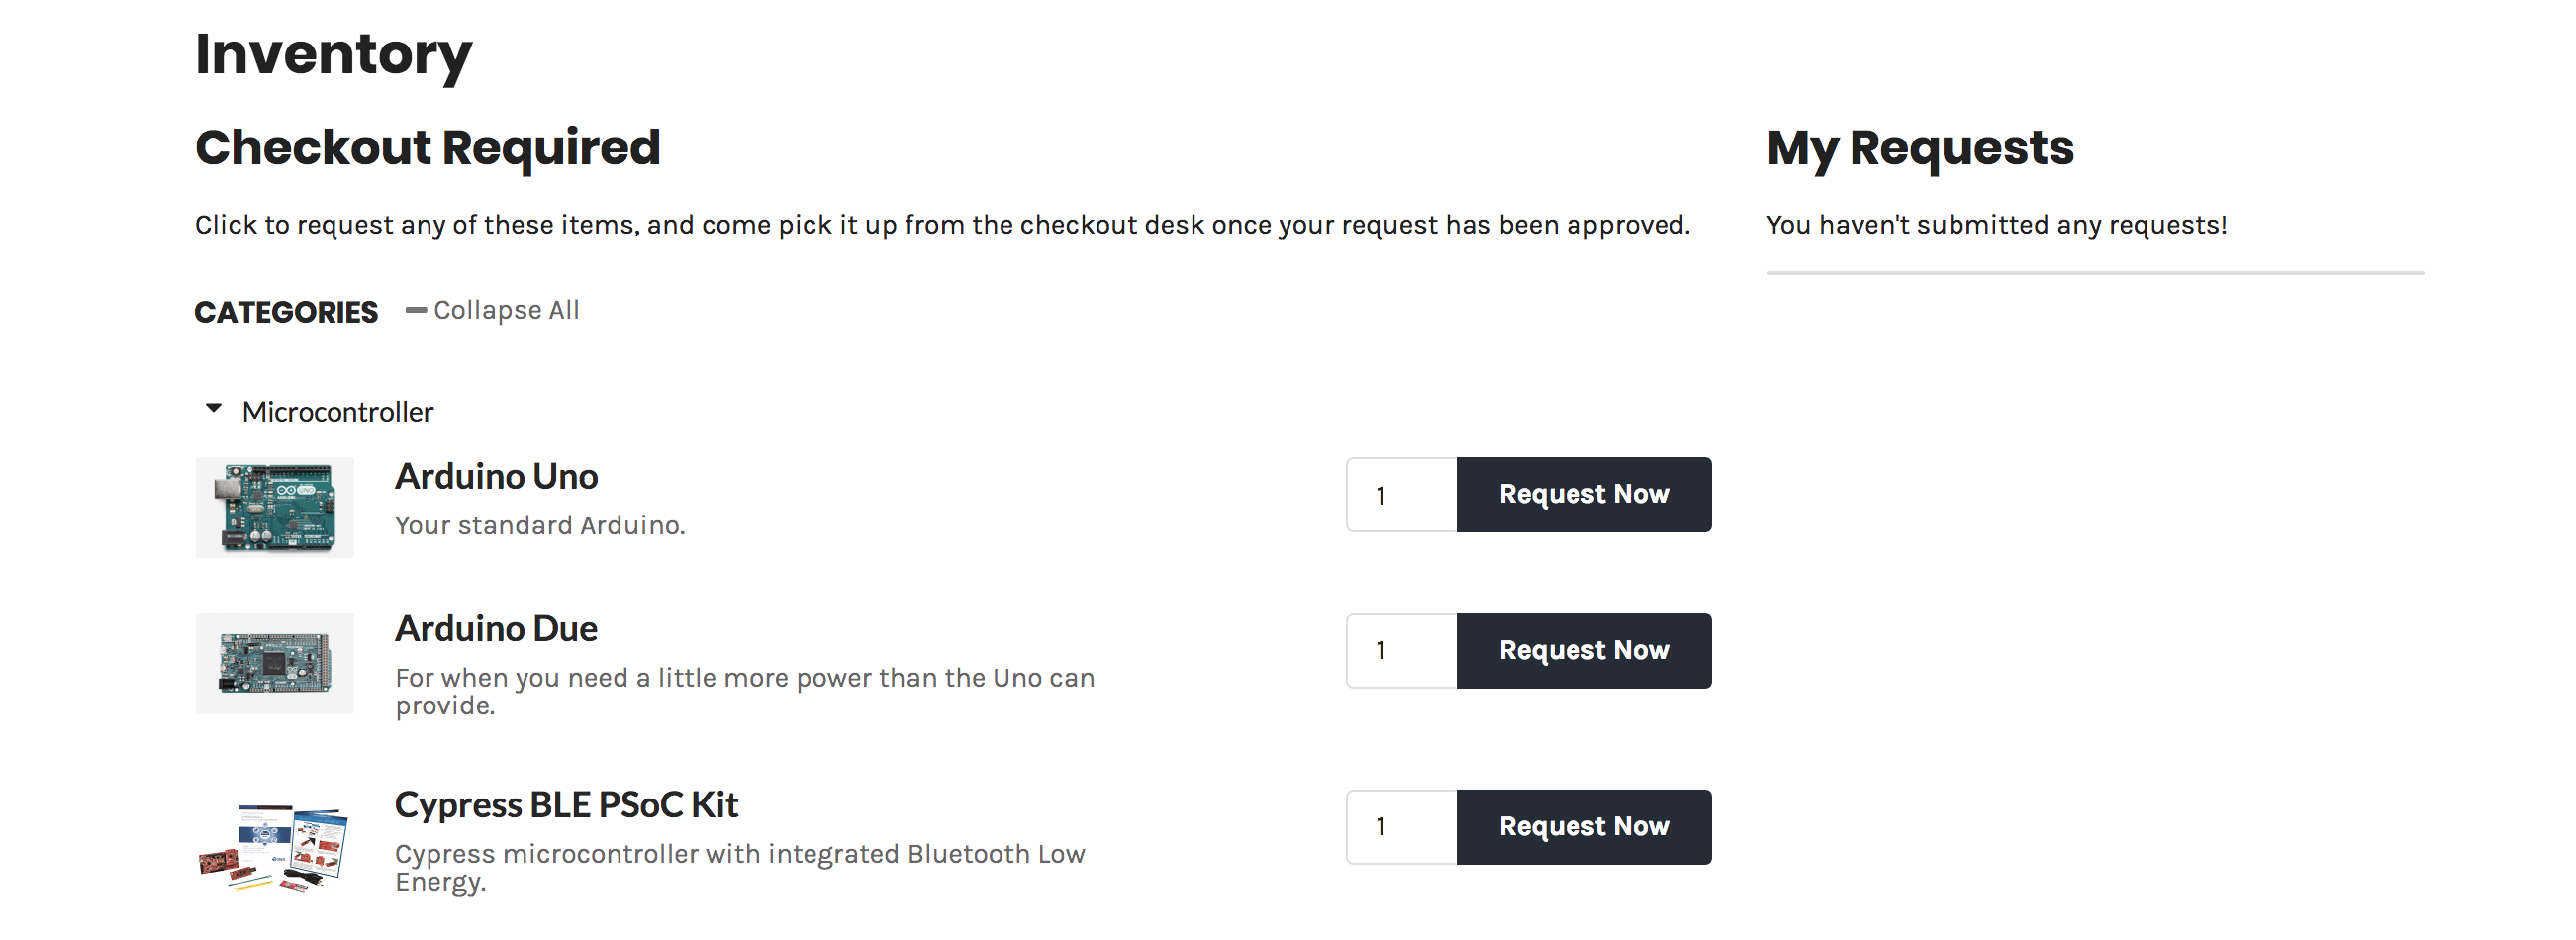 Inventory
Checkout Required
Click to request any of these items, and come pick it up from the checkout desk once your request has been approved.
CATEGORIES
Collapse All
Microcontroller
Arduino Uno
Your standard Arduino.
1
Request Now
Arduino Due
For when you need a little more power than the Uno can
provide.
1
Request Now
Cypress BLE PSoC Kit
Cypress microcontroller with integrated Bluetooth Low
Energy.
1
Request Now
My Requests
You haven't submitted any requests!